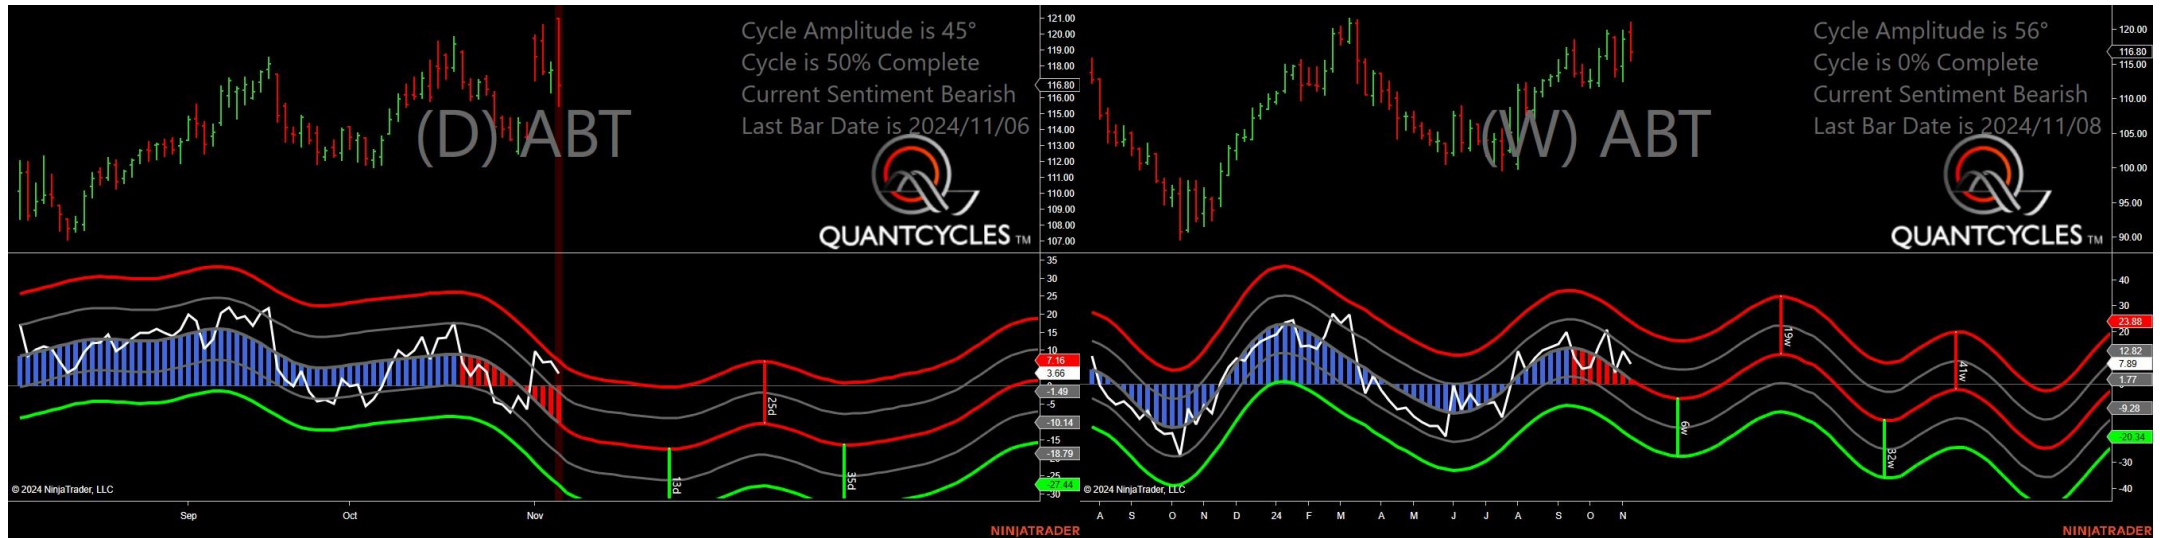 Cycle Amplitude is 45°
Cycle is 50% Complete
Current Sentiment Bearish
Last Bar Date is 2024/11/06
(D) ABT
QUANTCYCLES TM
121.00
120.00
119.00
118.00
116.80
116.00
115.00
114.00
113.00
112.00
111.00
110.00
109.00
108.00
107.00
35
30
25
20
15
10
7.16
3.66
-1.49
-5
-10.14
-15
-18.79
-25
-27.44
-30
13d
25d
35d
© 2024 NinjaTrader, LLC
Sep Oct Nov
NINJATRADER
Cycle Amplitude is 56°
Cycle is 0% Complete
Current Sentiment Bearish
Last Bar Date is 2024/11/08
(W) ABT
QUANTCYCLES TM
120.00
116.80
115.00
110.00
105.00
100.00
95.00
90.00
40
30
23.88
20
12.82
7.89
1.77
-9.28
-20.34
-30
-40
6w
19w
32w
41w
© 2024 NinjaTrader, LLC
A S O N D 24 F M A M J J A S O N
NINJATRADER